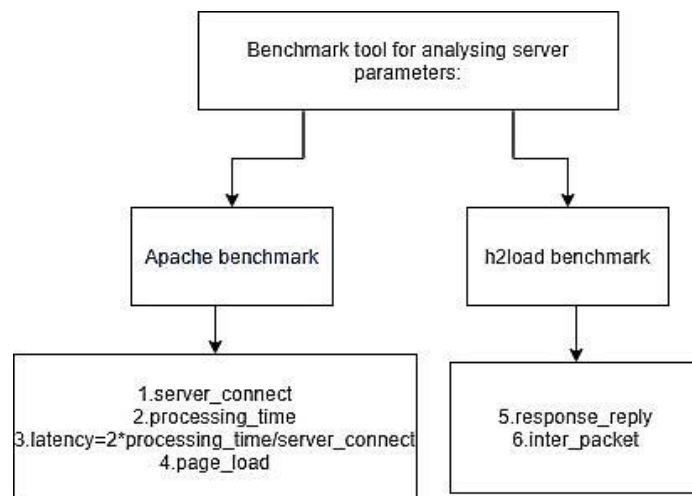 Benchmark tool for analysing server
parameters:
Apache benchmark
h2load benchmark
1.server_connect
2.processing_time
3.latency=2*processing_time/server_connect
4.page_load
5.response_reply
6.inter_packet